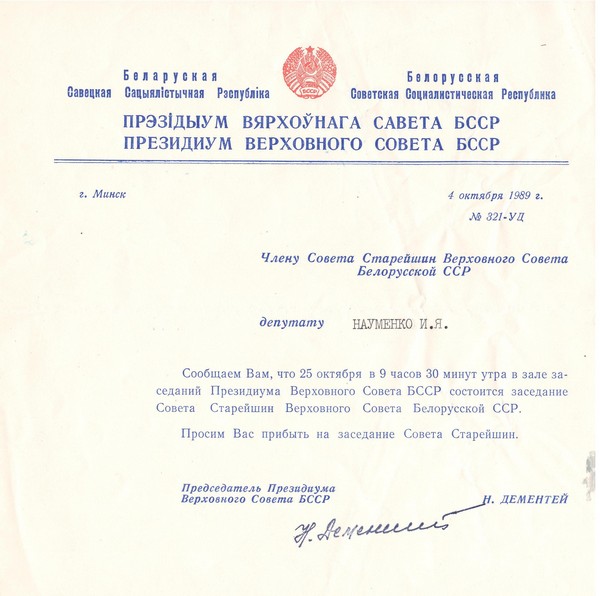 Беларуская
Савецкая Сацыялістычная Рэспубліка
БССР
Белорусская
Советская Социалистическая Республика
ПРЭЗІДЫУМ ВЯРХОЎНАГА САВЕТА БССР
ПРЕЗИДИУМ ВЕРХОВНОГО СОВЕТА БССР
г. Минск
4 октября 1989 г.
№ 321-УД
Члену Совета Старейшин Верховного Совета
Белорусской ССР
депутату НАУМЕНКО И.Я.
Сообщаем Вам, что 25 октября в 9 часов 30 минут утра в зале за-
седаний Президиума Верховного Совета БССР состоится заседание
Совета Старейшин Верховного Совета Белорусской ССР.
Просим Вас прибыть на заседание Совета Старейшин.
Председатель Президиума
Верховного Совета БССР Н. ДЕМЕНТЕЙ
Н. Дементей